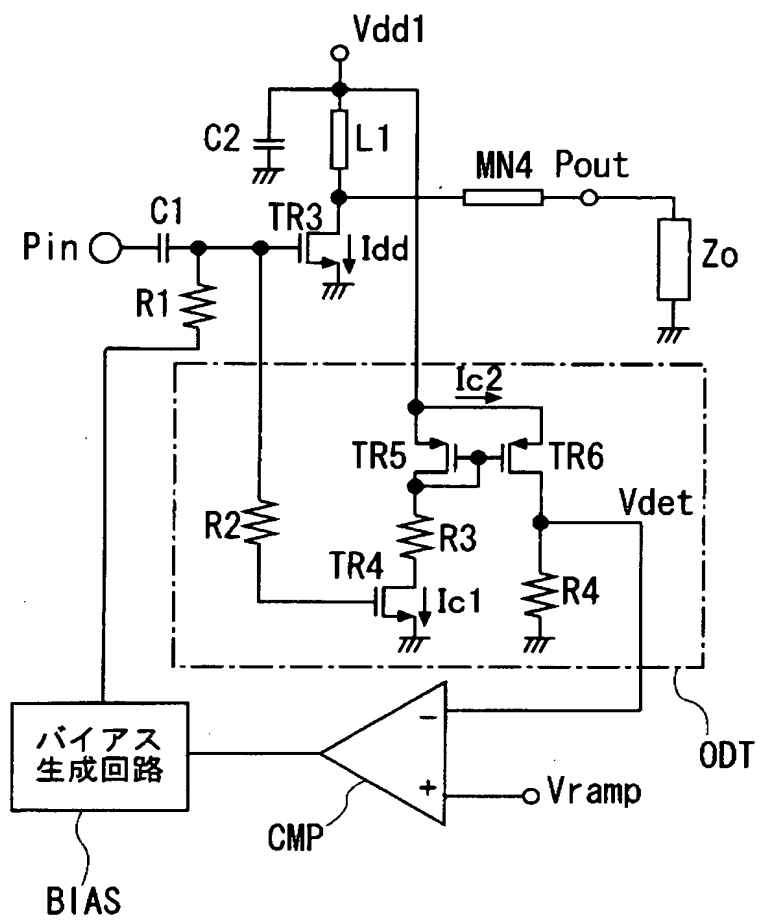 Vdd1
C2
L1
MN4
Pout
C1
TR3
Pin
Idd
Zo
R1
Ic2
TR5
TR6
Vdet
R2
R3
TR4
Ic1
R4
バイアス
生成回路
−
+
ODT
Vramp
CMP
BIAS